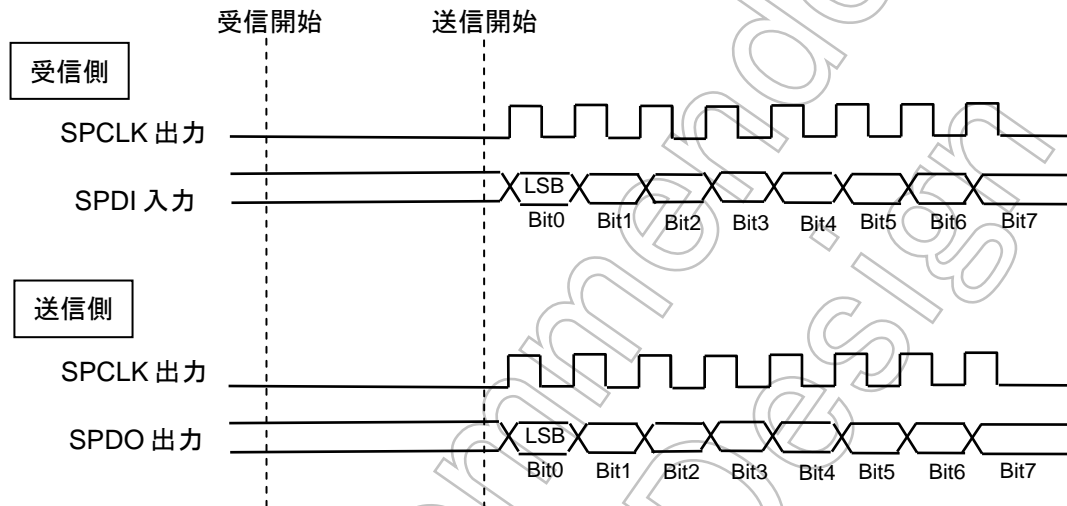 受信開始 送信開始
受信側
SPCLK 出力
SPDI 入力
LSB
Bit0 Bit1 Bit2 Bit3 Bit4 Bit5 Bit6 Bit7
送信側
SPCLK 出力
SPDO 出力
LSB
Bit0 Bit1 Bit2 Bit3 Bit4 Bit5 Bit6 Bit7
Design